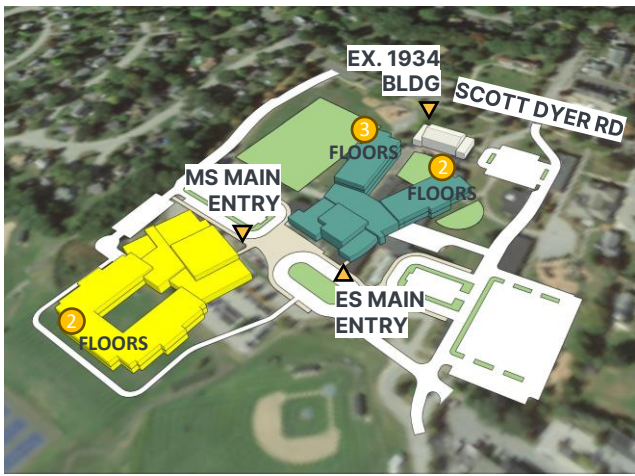 EX. 1934
BLDG
SCOTT DYER RD
3
FLOORS
2
FLOORS
MS MAIN
ENTRY
ES MAIN
ENTRY
2
FLOORS